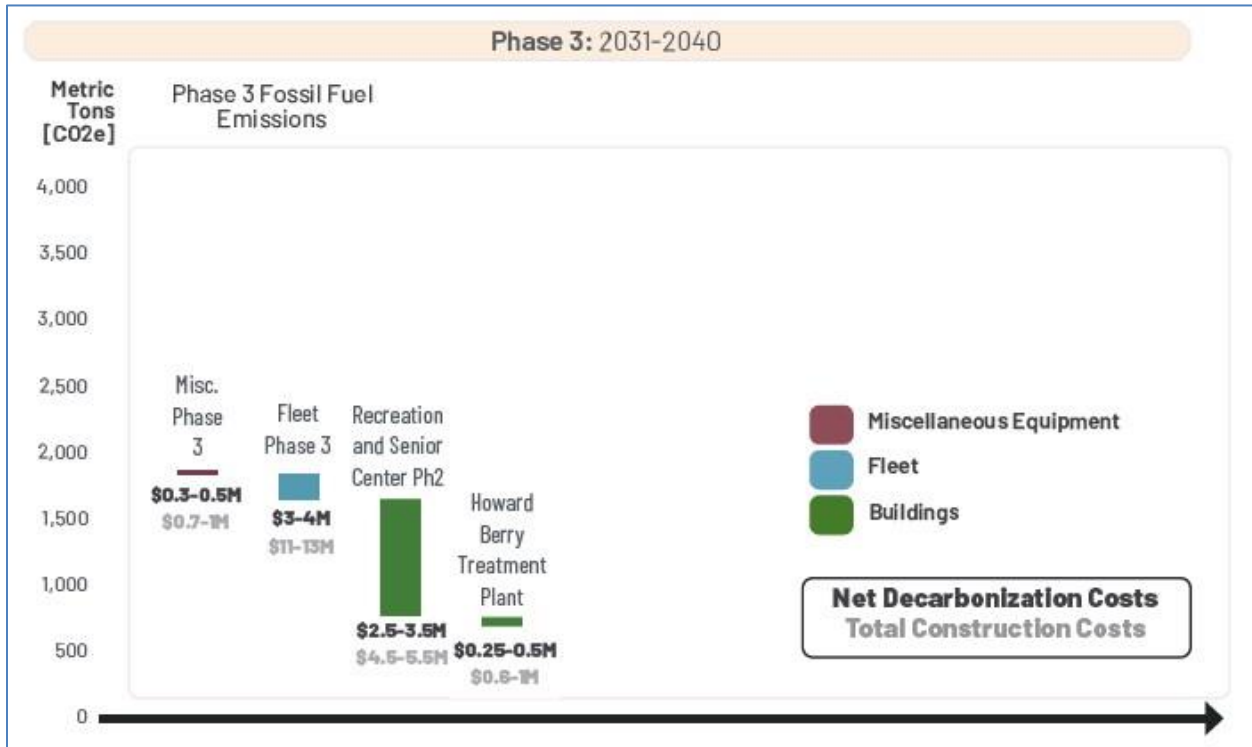 Phase 3: 2031-2040
Metric
Tons
[CO2e]
Phase 3 Fossil Fuel
Emissions
4,000
3,500
3,000
2,500
2,000
1,500
1,000
500
0
Misc.
Phase
3
$0.3-0.5M
$0.7-1M
Fleet
Phase 3
$3-4M
$11-13M
Recreation
and Senior
Center Ph2
$2.5-3.5M
$4.5-5.5M
Howard
Berry
Treatment
Plant
$0.25-0.5M
$0.6-1M
Miscellaneous Equipment
Fleet
Buildings
Net Decarbonization Costs
Total Construction Costs